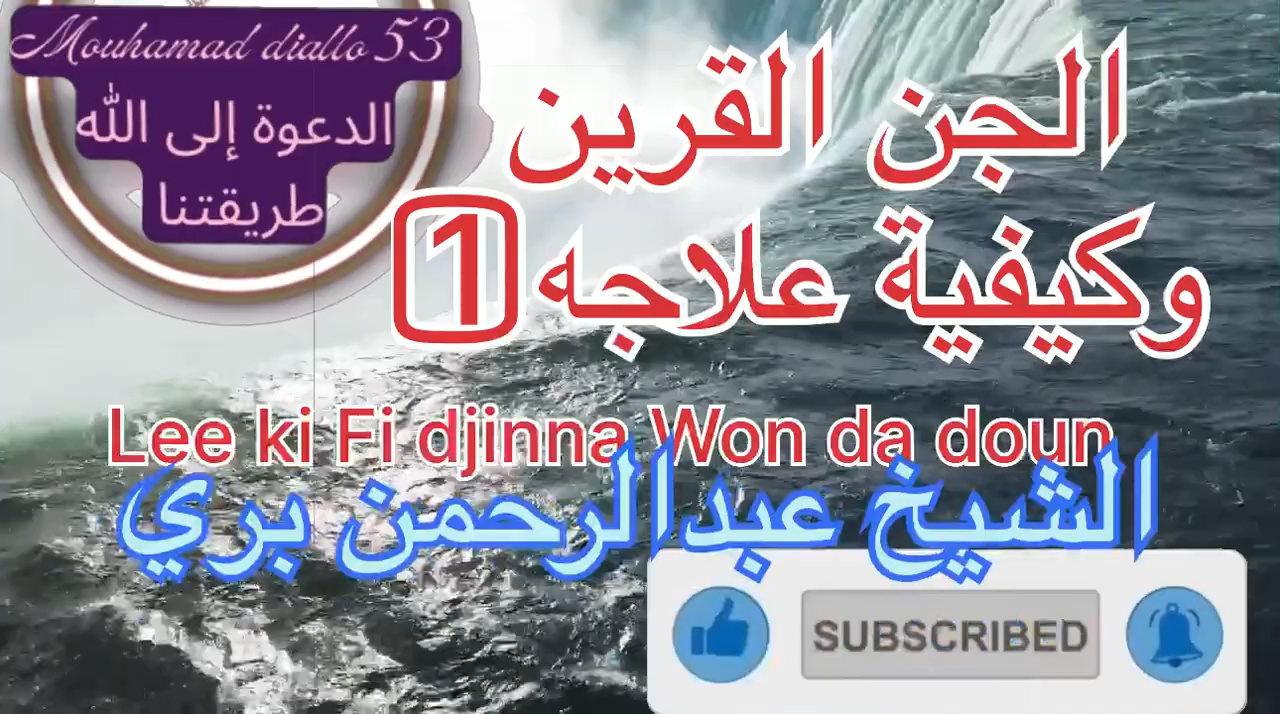 Mouhamad diallo 53
الدعوة إلى الله
طريقتنا
الجن القرين
وكيفية علاجه 1
Lee ki Fi djinna Won da doun
الشيخ عبدالرحمن بري
SUBSCRIBED